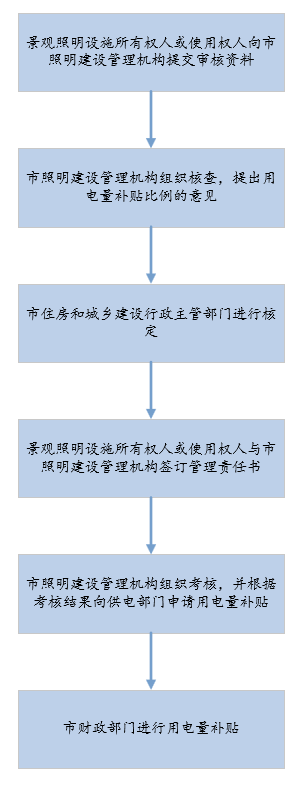 景观照明设施所有权人或使用权人向市
照明建设管理机构提交审核资料
市照明建设管理机构组织核查，提出用
电量补贴比例的意见
市住房和城乡建设行政主管部门进行核
定
景观照明设施所有权人或使用权人与市
照明建设管理机构签订管理责任书
市照明建设管理机构组织考核，并根据
考核结果向供电部门申请用电量补贴
市财政部门进行用电量补贴